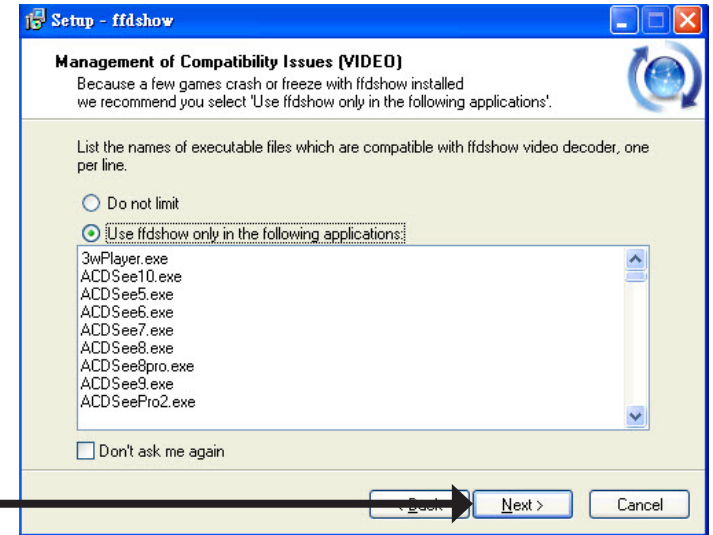 Setup - ffdshow
Management of Compatibility Issues (VIDEO)
Because a few games crash or freeze with ffdshow installed
we recommend you select 'Use ffdshow only in the following applications'.
List the names of executable files which are compatible with ffdshow video decoder, one
per line.
Do not limit
Use ffdshow only in the following applications:
3wPlayer.exe
ACDSee10.exe
ACDSee5.exe
ACDSee6.exe
ACDSee7.exe
ACDSee8.exe
ACDSee8pro.exe
ACDSee9.exe
ACDSeePro2.exe
Don't ask me again
< Back Next > Cancel